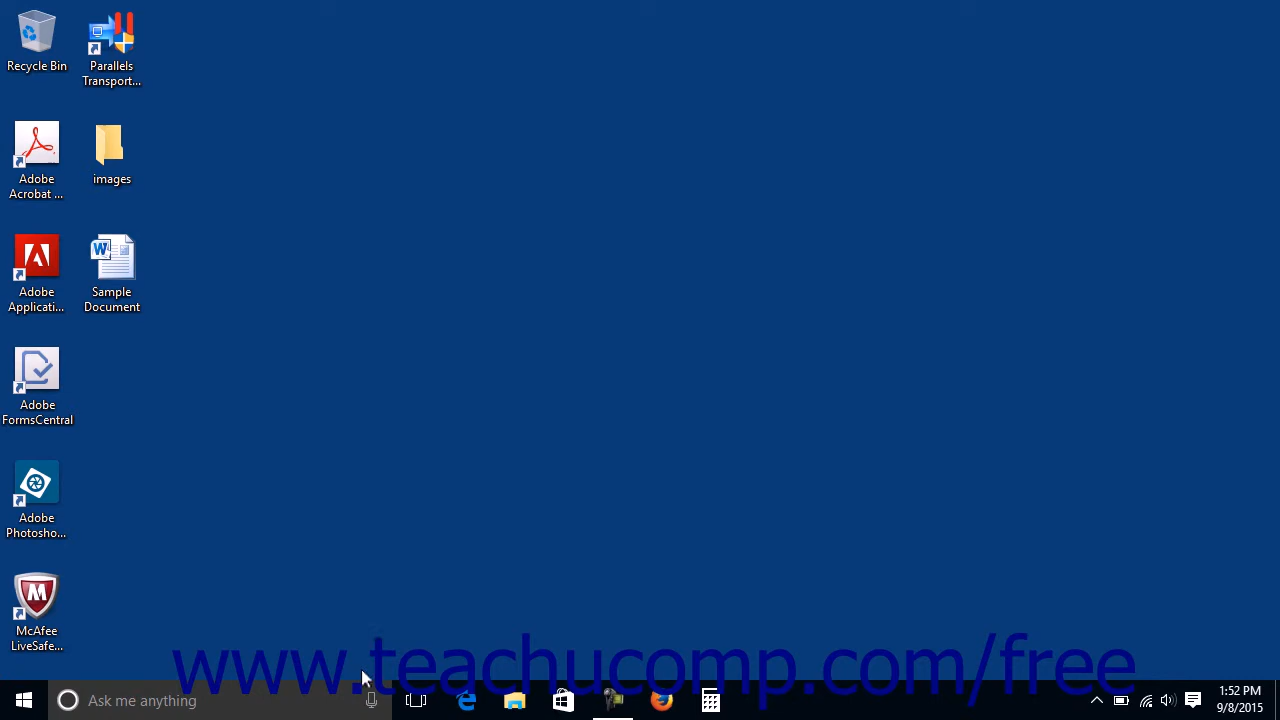 Recycle Bin
Parallels
Transport...
Adobe
Acrobat ...
images
Adobe
Applicati...
Sample
Document
Adobe
FormsCentral
Adobe
Photosho...
McAfee
LiveSafe...
www.teachucomp.com/free
Ask me anything
1:52 PM
9/8/2015